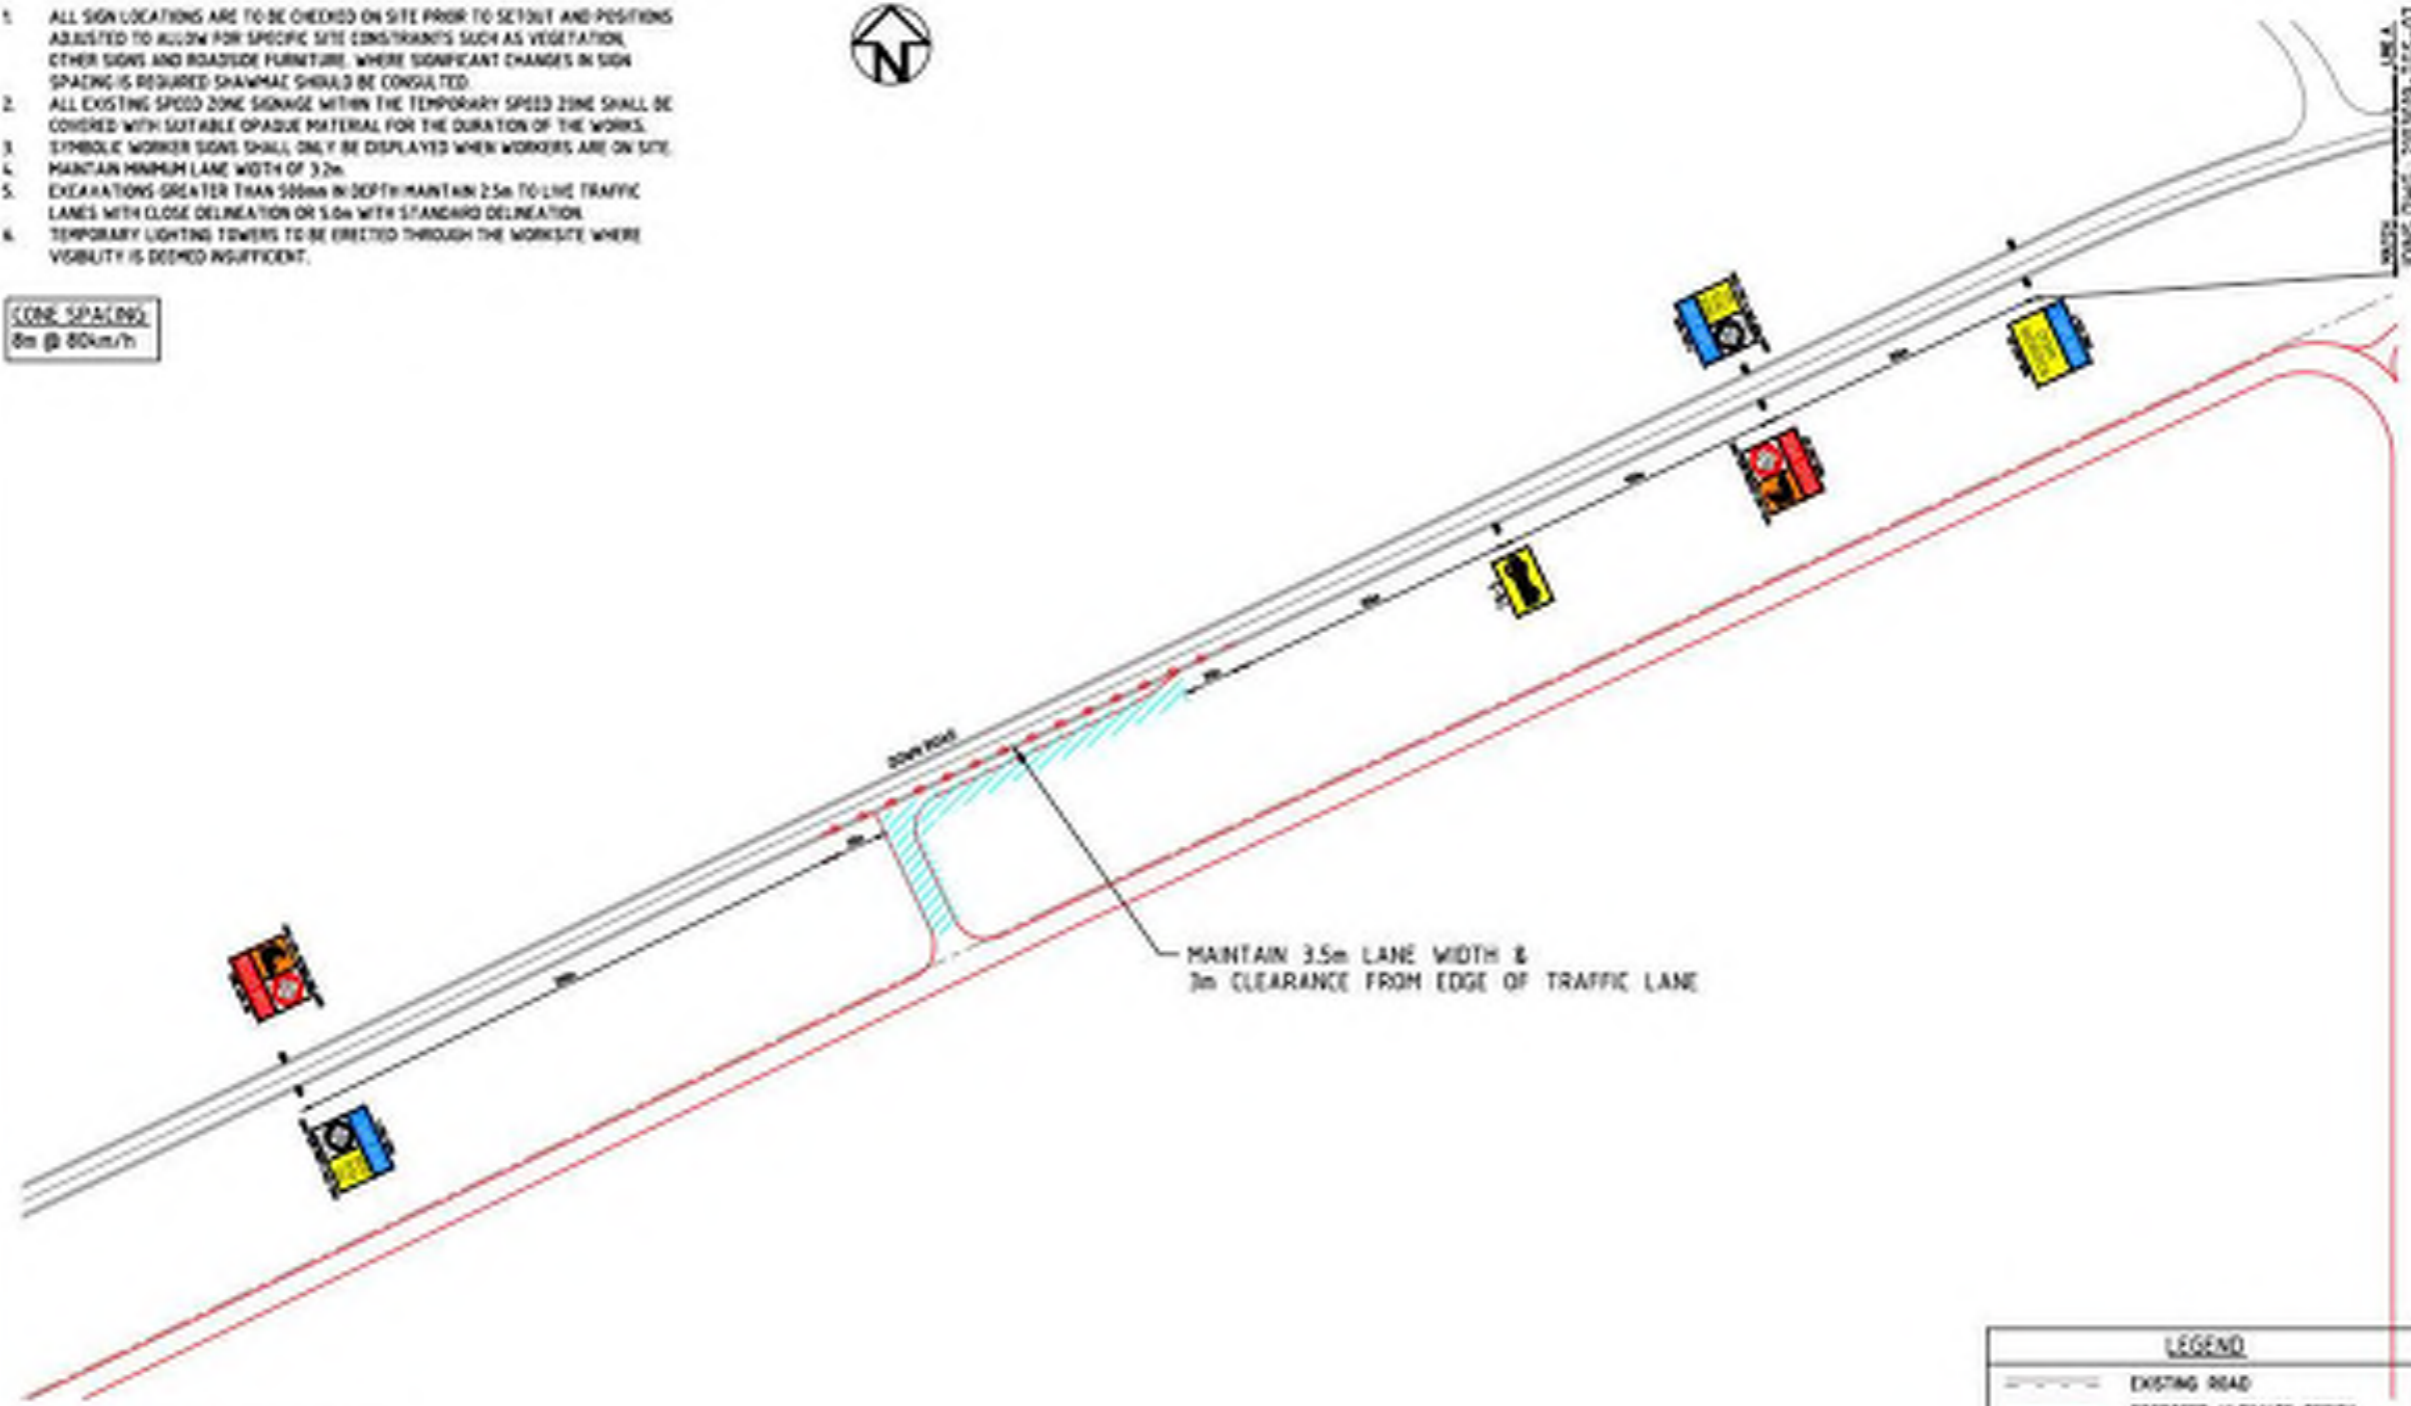 1. ALL SIGN LOCATIONS ARE TO BE CHECKED ON SITE PRIOR TO SETOUT AND POSITIONS
ADJUSTED TO ALLOW FOR SPECIFIC SITE CONSTRAINTS SUCH AS VEGETATION,
OTHER SIGNS AND ROADSIDE FURNITURE. WHERE SIGNIFICANT CHANGES IN SIGN
SPACING IS REQUIRED SHAWMAC SHOULD BE CONSULTED.
2. ALL EXISTING SPEED ZONE SIGNAGE WITHIN THE TEMPORARY SPEED ZONE SHALL BE
COVERED WITH SUITABLE OPAQUE MATERIAL FOR THE DURATION OF THE WORKS.
3. SYMBOLIC WORKER SIGNS SHALL ONLY BE DISPLAYED WHEN WORKERS ARE ON SITE.
4. MAINTAIN MINIMUM LANE WIDTH OF 3.2m.
5. EXCAVATIONS GREATER THAN 500mm IN DEPTH MAINTAIN 2.5m TO LIVE TRAFFIC
LANES WITH CLOSE DELINEATION OR 5.0m WITH STANDARD DELINEATION.
6. TEMPORARY LIGHTING TOWERS TO BE ERECTED THROUGH THE WORKSITE WHERE
VISIBILITY IS DEEMED INSUFFICIENT.
N
CONE SPACING
8m @ 80km/h
MATCH LINE A
ROAD
MAINTAIN 3.5m LANE WIDTH &
3m CLEARANCE FROM EDGE OF TRAFFIC LANE
LEGEND
EXISTING ROAD